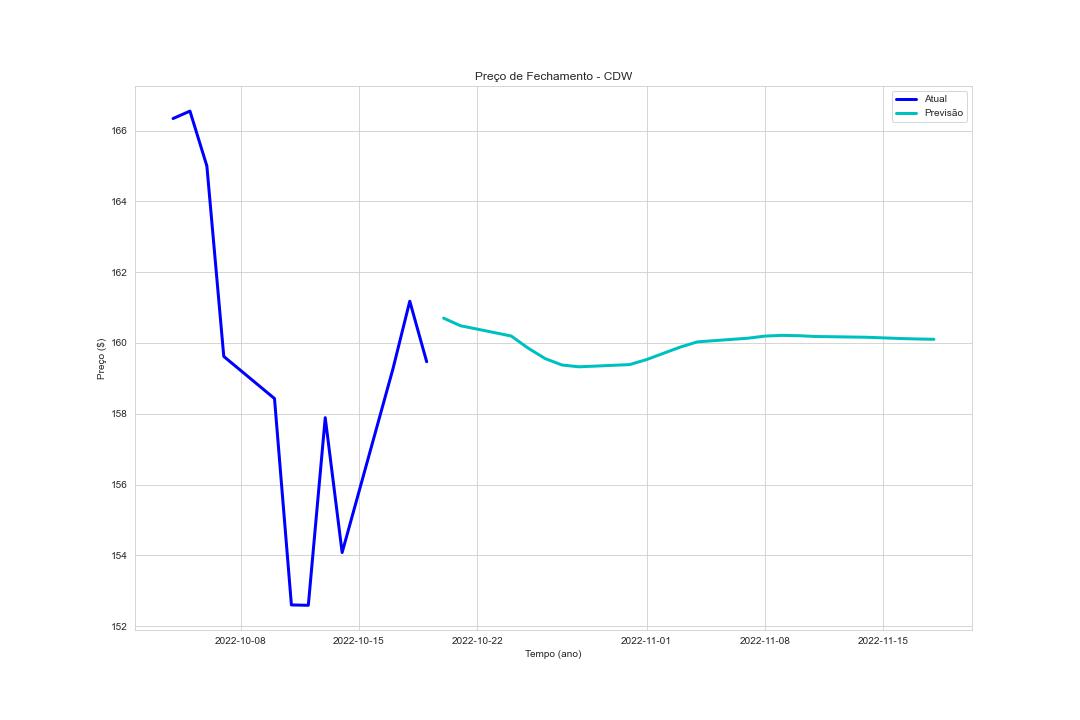 Preço de Fechamento - CDW
Atual
Previsão
166
164
162
160
158
156
154
152
Preço ($)
2022-10-08
2022-10-15
2022-10-22
2022-11-01
2022-11-08
2022-11-15
Tempo (ano)